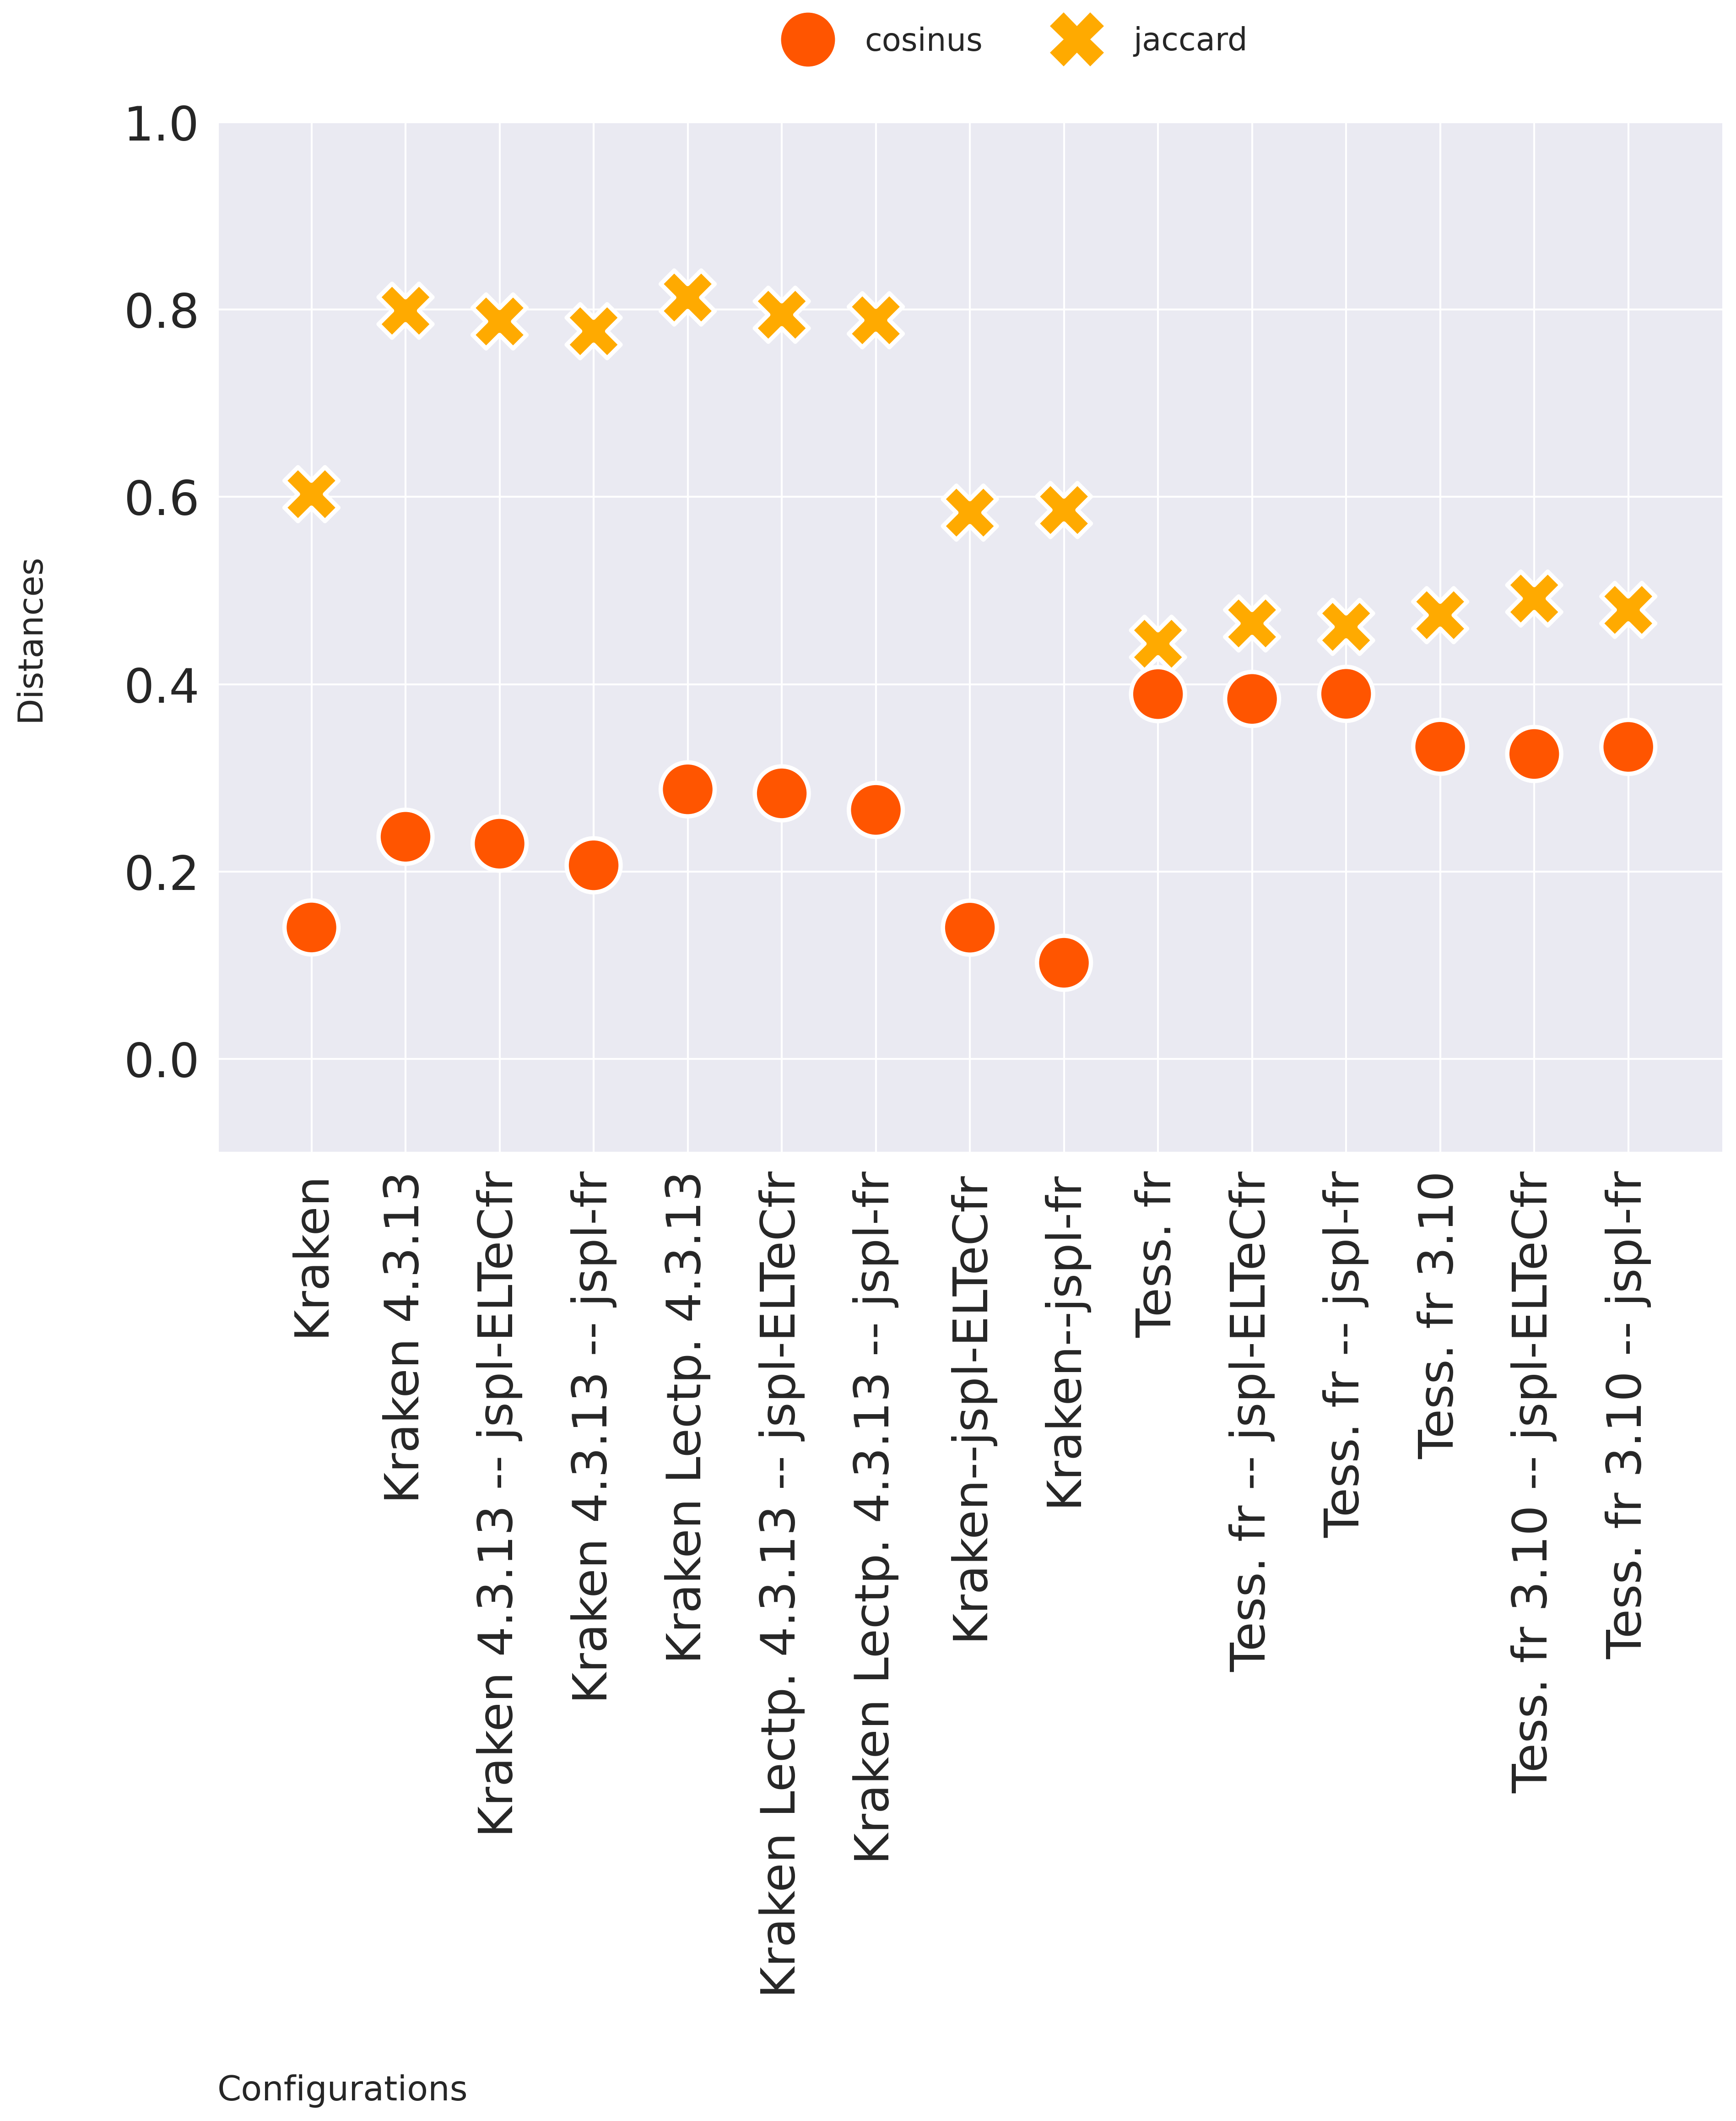 cosinus
jaccard
1.0
0.8
0.6
0.4
0.2
0.0
Distances
Kraken
Kraken 4.3.13
Kraken 4.3.13 -- jspl-ELTeCfr
Kraken 4.3.13 -- jspl-fr
Kraken Lectp. 4.3.13
Kraken Lectp. 4.3.13 -- jspl-ELTeCfr
Kraken Lectp. 4.3.13 -- jspl-fr
Kraken--jspl-ELTeCfr
Kraken--jspl-fr
Tess. fr
Tess. fr -- jspl-ELTeCfr
Tess. fr -- jspl-fr
Tess. fr 3.10
Tess. fr 3.10 -- jspl-ELTeCfr
Tess. fr 3.10 -- jspl-fr
Configurations